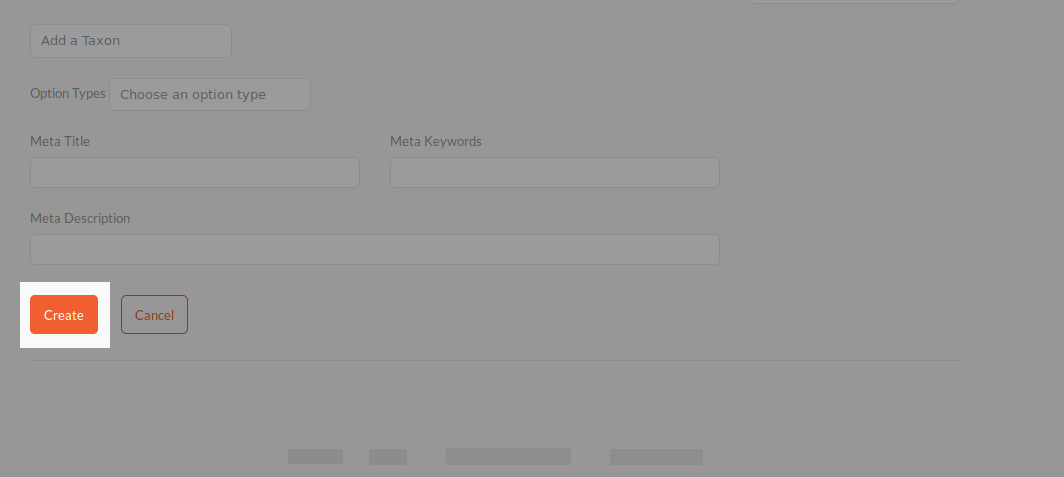 Add a Taxon
Option Types Choose an option type
Meta Title Meta Keywords
Meta Description
Create Cancel